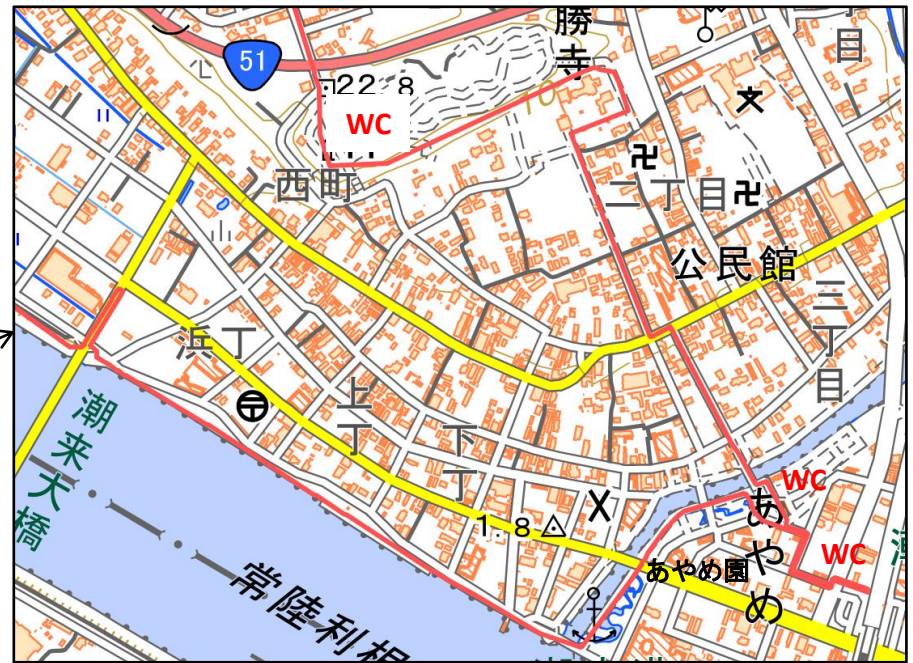 勝寺
51
22.8
WC
西町
二丁目
丁目
公民館
三丁目
浜丁
上丁
下丁
潮来大橋
1.8
WC
あやめ
WC
あやめ園
常陸利根